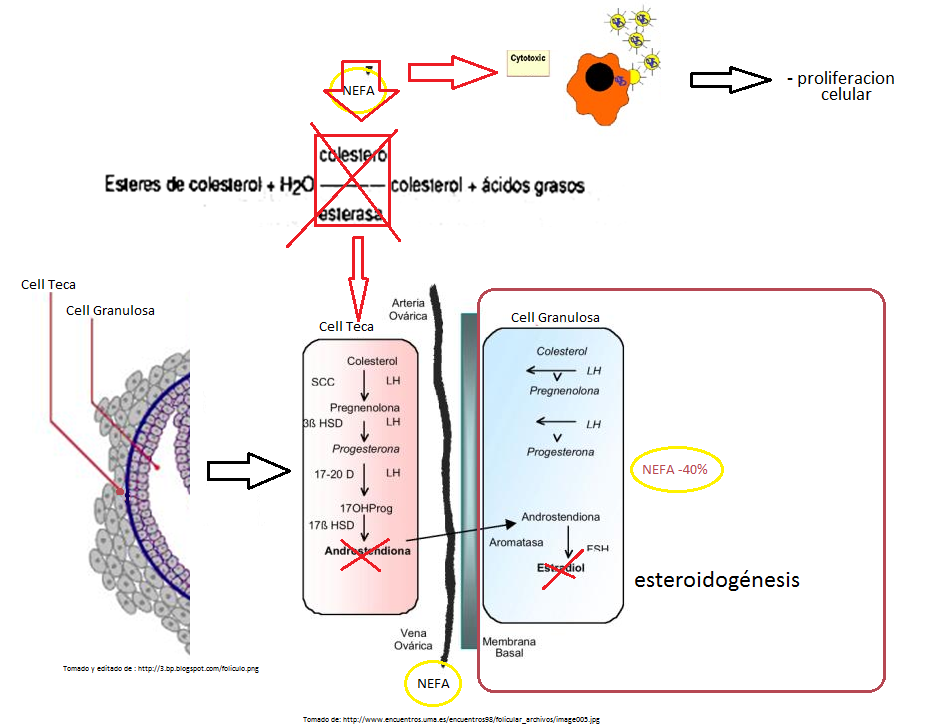 Cytotoxic
NEFA
- proliferacion
celular
colestero
Esteres de colesterol + H2O
colesterol + ácidos grasos
esterasa
Cell Teca
Cell Granulosa
Arteria
Ovárica
Cell Teca
Cell Granulosa
Colesterol
SCC
LH
Pregnenolona
3ß HSD
LH
Progesterona
17-20 D
LH
17OHProg
17ß HSD
Androstendiona
Colesterol
LH
Pregnenolona
LH
Progesterona
NEFA -40%
Androstendiona
Aromatasa
FSH
Estradiol
esteroidogénesis
Vena
Ovárica
Membrana
Basal
NEFA
Tomado y editado de : http://3.bp.blogspot.com/foliculo.png
Tomado de: http://www.encuentros.uma.es/encuentros98/folicular_archivos/image005.jpg